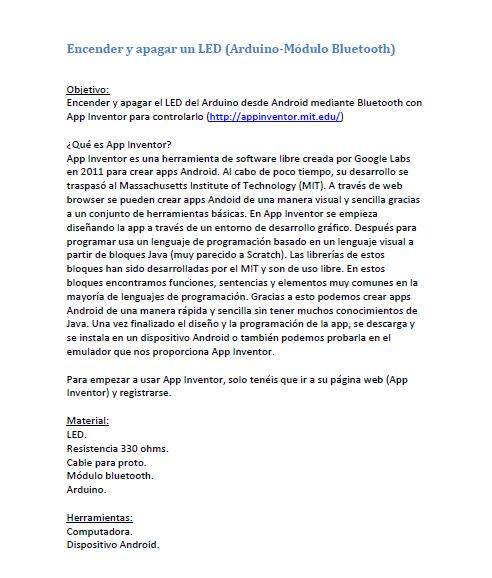 Encender y apagar un LED (Arduino-Módulo Bluetooth)
Objetivo:
Encender y apagar el LED del Arduino desde Android mediante Bluetooth con
App Inventor para controlarlo (http://appinventor.mit.edu/)
¿Qué es App Inventor?
App Inventor es una herramienta de software libre creada por Google Labs
en 2011 para crear apps Android. Al cabo de poco tiempo, su desarrollo se
traspasó al Massachusetts Institute of Technology (MIT). A través de web
browser se pueden crear apps Andoid de una manera visual y sencilla gracias
a un conjunto de herramientas básicas. En App Inventor se empieza
diseñando la app a través de un entorno de desarrollo gráfico. Después para
programar usa un lenguaje de programación basado en un lenguaje visual a
partir de bloques Java (muy parecido a Scratch). Las librerías de estos
bloques han sido desarrolladas por el MIT y son de uso libre. En estos
bloques encontramos funciones, sentencias y elementos muy comunes en la
mayoría de lenguajes de programación. Gracias a esto podemos crear apps
Android de una manera rápida y sencilla sin tener muchos conocimientos de
Java. Una vez finalizado el diseño y la programación de la app, se descarga y
se instala en un dispositivo Android o también podemos probarla en el
emulador que nos proporciona App Inventor.
Para empezar a usar App Inventor, solo tenéis que ir a su página web (App
Inventor) y registrarse.
Material:
LED.
Resistencia 330 ohms.
Cable para proto.
Módulo bluetooth.
Arduino.
Herramientas:
Computadora.
Dispositivo Android.